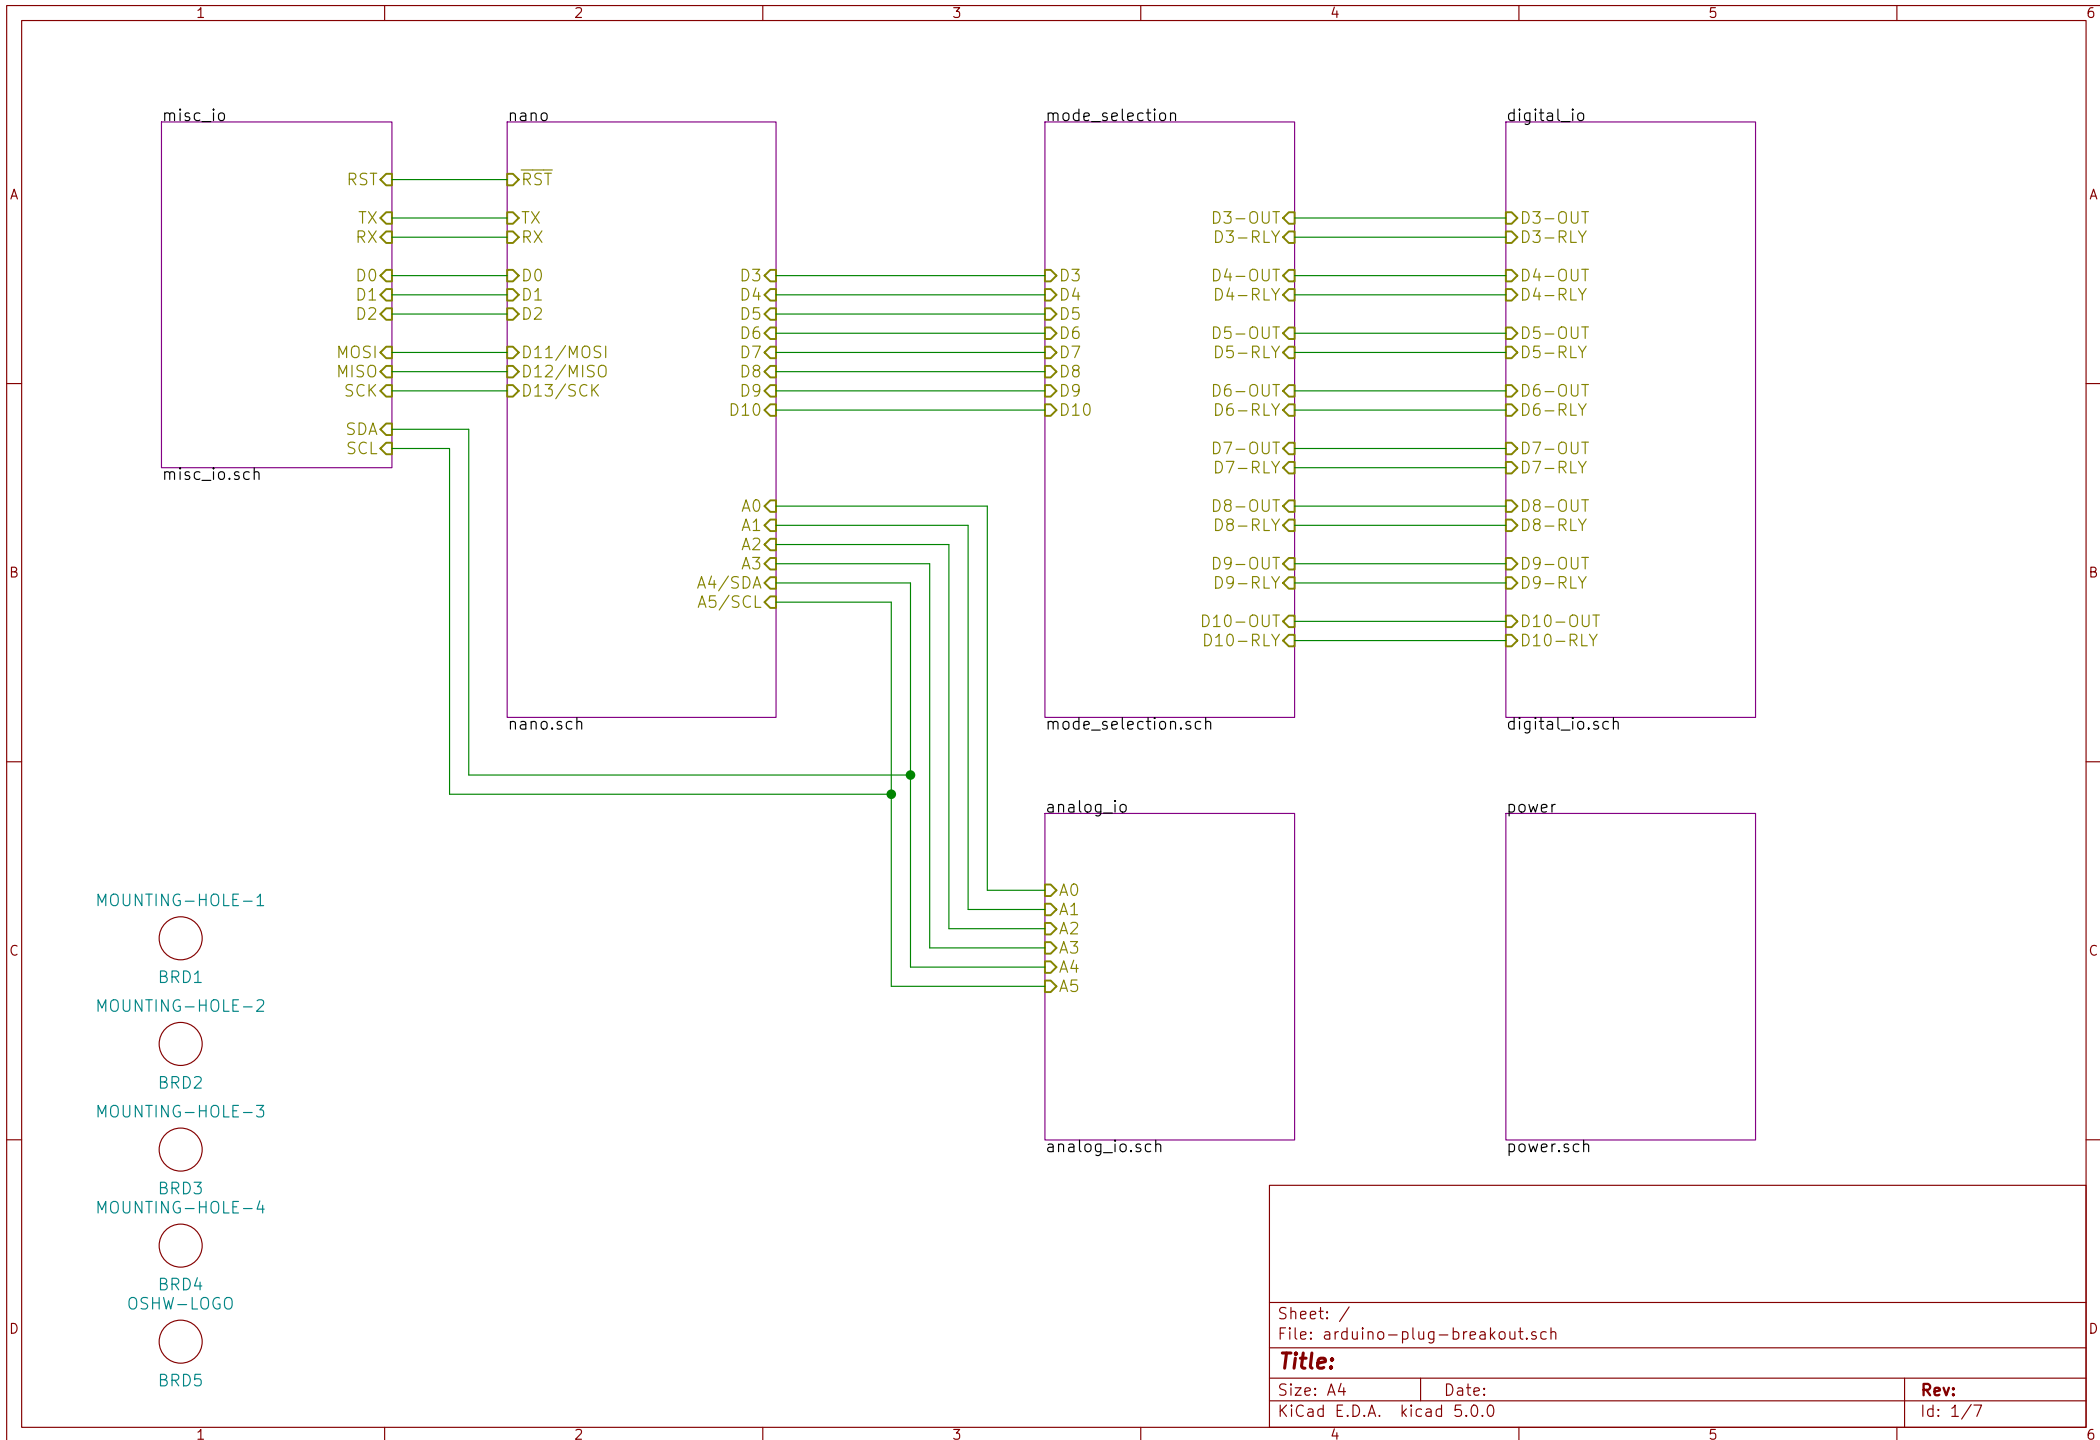 1 2 3 4 5 6
A
B
C
D
misc_io
RST
TX
RX
D0
D1
D2
MOSI
MISO
SCK
SDA
SCL
misc_io.sch
nano
RST
TX
RX
D0
D1
D2
D11/MOSI
D12/MISO
D13/SCK
D3
D4
D5
D6
D7
D8
D9
D10
A0
A1
A2
A3
A4/SDA
A5/SCL
nano.sch
mode_selection
D3
D4
D5
D6
D7
D8
D9
D10
D3-OUT
D3-RLY
D4-OUT
D4-RLY
D5-OUT
D5-RLY
D6-OUT
D6-RLY
D7-OUT
D7-RLY
D8-OUT
D8-RLY
D9-OUT
D9-RLY
D10-OUT
D10-RLY
mode_selection.sch
digital_io
D3-OUT
D3-RLY
D4-OUT
D4-RLY
D5-OUT
D5-RLY
D6-OUT
D6-RLY
D7-OUT
D7-RLY
D8-OUT
D8-RLY
D9-OUT
D9-RLY
D10-OUT
D10-RLY
digital_io.sch
analog_io
A0
A1
A2
A3
A4
A5
analog_io.sch
power
power.sch
MOUNTING-HOLE-1
BRD1
MOUNTING-HOLE-2
BRD2
MOUNTING-HOLE-3
BRD3
MOUNTING-HOLE-4
BRD4
OSHW-LOGO
BRD5
Sheet: /
File: arduino-plug-breakout.sch
Title:
Size: A4 Date: Rev:
KiCad E.D.A. kicad 5.0.0 Id: 1/7
A
B
C
D
1 2 3 4 5 6